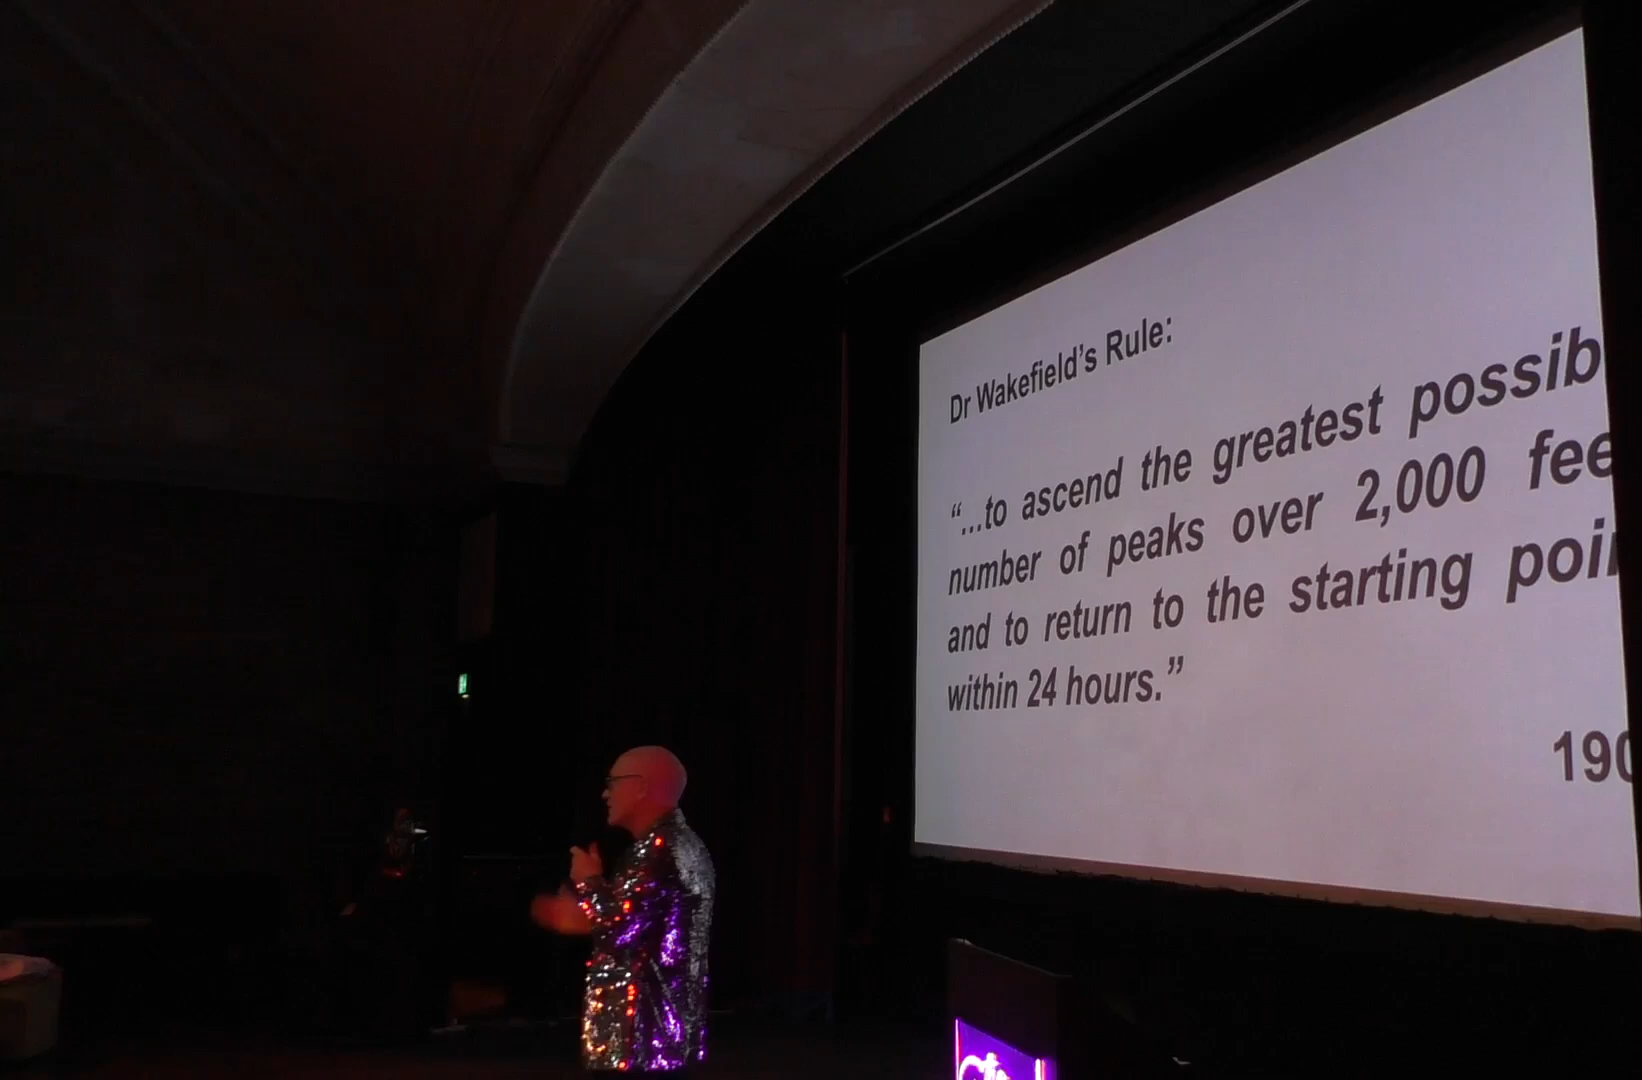 Dr Wakefield's Rule:
“...to ascend the greatest possib
number of peaks over 2,000 fee
and to return to the starting poi
within 24 hours.”
190